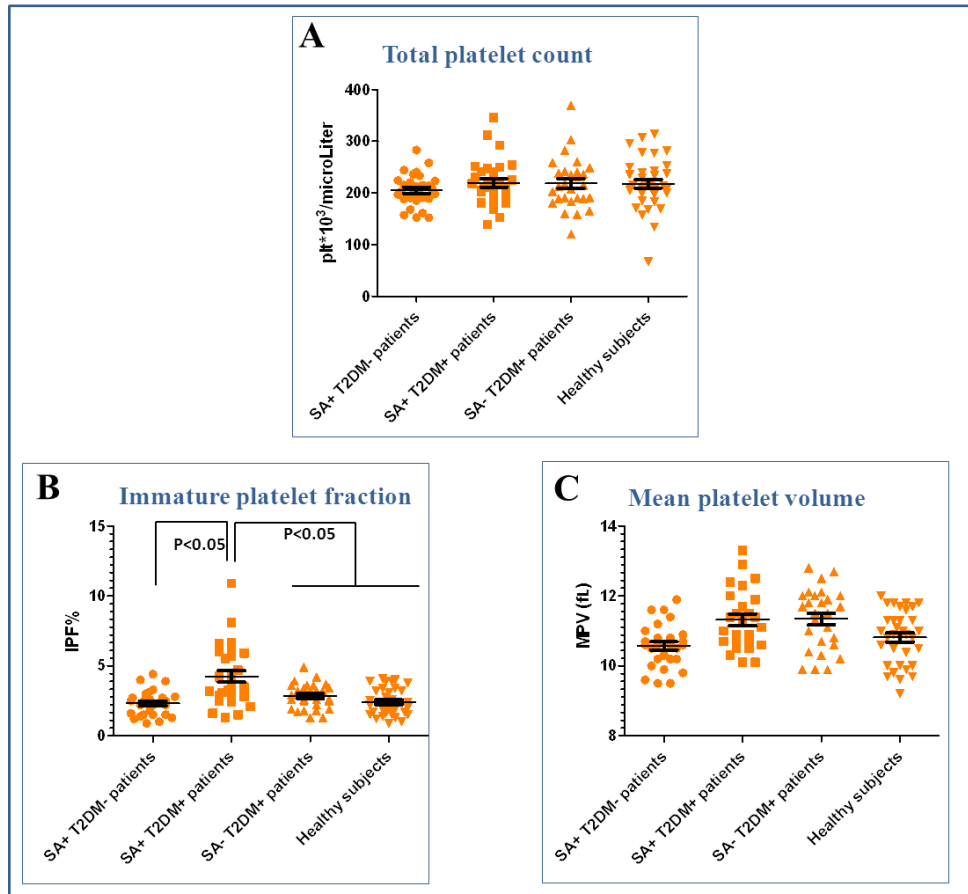 A
Total platelet count
400
300
200
100
0
plt*10³/microLiter
SA+ T2DM- patients
SA+ T2DM+ patients
SA- T2DM+ patients
Healthy subjects
B
Immature platelet fraction
15
10
5
0
IPF%
P<0.05
P<0.05
SA+ T2DM- patients
SA+ T2DM+ patients
SA- T2DM+ patients
Healthy subjects
C
Mean platelet volume
14
12
10
8
MPV (fL)
SA+ T2DM- patients
SA+ T2DM+ patients
SA- T2DM+ patients
Healthy subjects